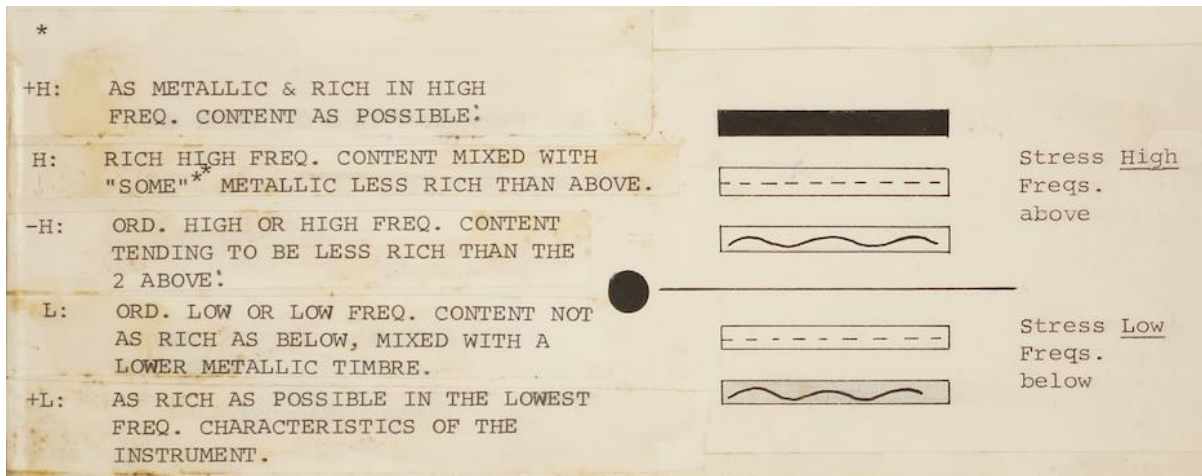 *
+H: AS METALLIC & RICH IN HIGH
FREQ. CONTENT AS POSSIBLE.
H: RICH HIGH FREQ. CONTENT MIXED WITH
"SOME"** METALLIC LESS RICH THAN ABOVE.
-H: ORD. HIGH OR HIGH FREQ. CONTENT
TENDING TO BE LESS RICH THAN THE
2 ABOVE.
L: ORD. LOW OR LOW FREQ. CONTENT NOT
AS RICH AS BELOW, MIXED WITH A
LOWER METALLIC TIMBRE.
+L: AS RICH AS POSSIBLE IN THE LOWEST
FREQ. CHARACTERISTICS OF THE
INSTRUMENT.
Stress High
Freqs.
above
Stress Low
Freqs.
below